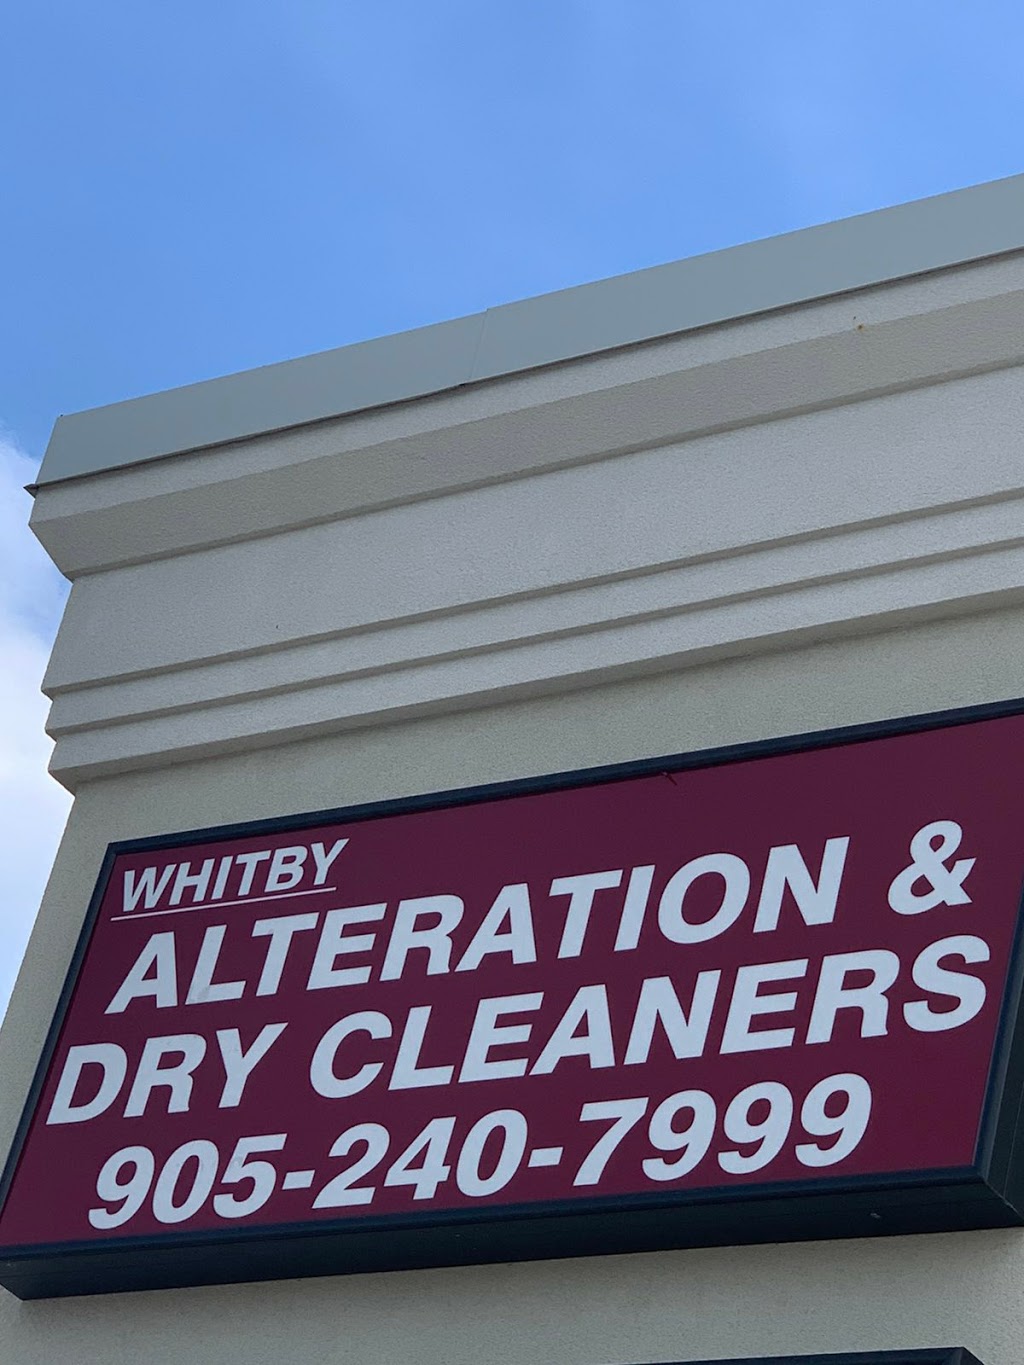 WHITBY
ALTERATION &
DRY CLEANERS
905-240-7999